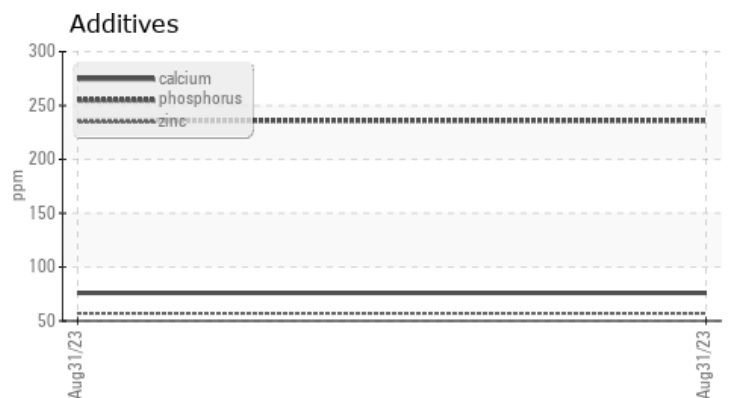 Additives
300
250
200
150
100
50
ppm
calcium
phosphorus
zinc
Aug31/23
Aug31/23